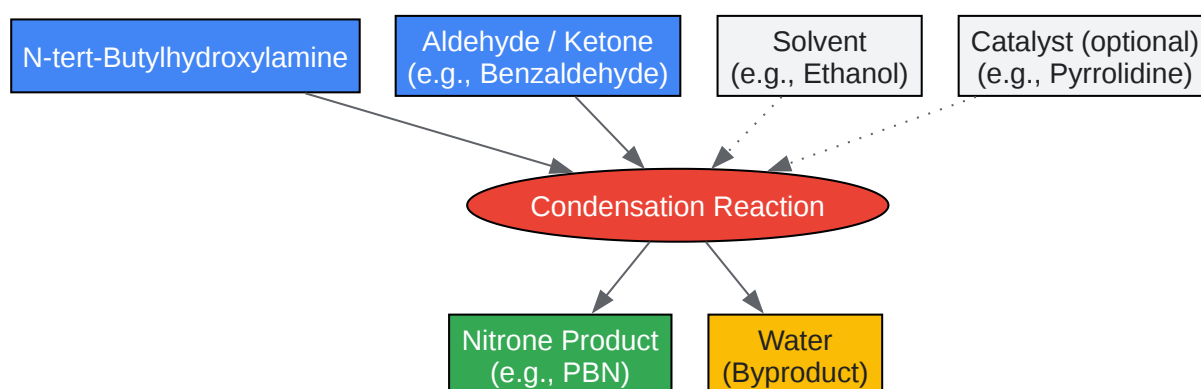 N-tert-Butylhydroxylamine
Aldehyde / Ketone
(e.g., Benzaldehyde)
Solvent
(e.g., Ethanol)
Catalyst (optional)
(e.g., Pyrrolidine)
Condensation Reaction
Nitrone Product
(e.g., PBN)
Water
(Byproduct)